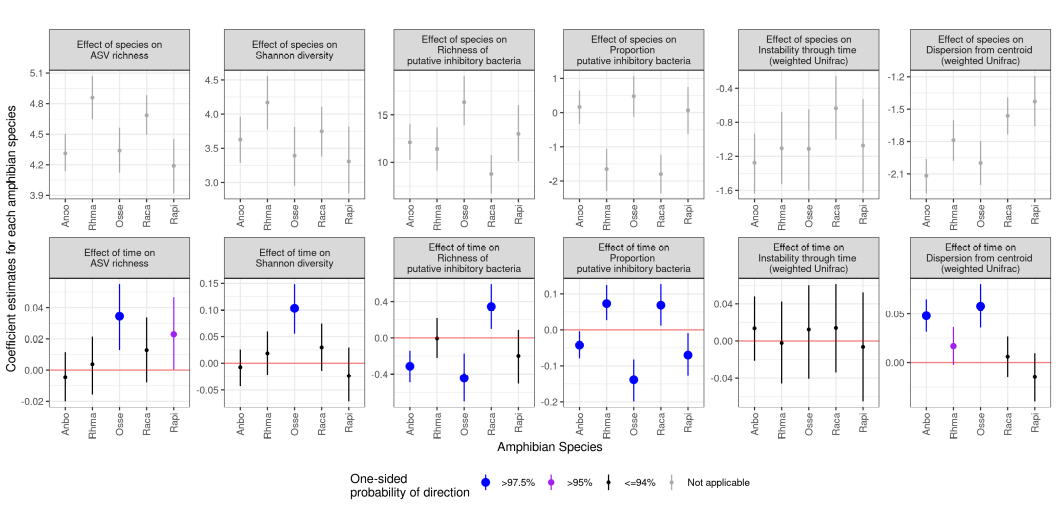 Effect of species on
ASV richness
Effect of species on
Shannon diversity
Effect of species on
Richness of
putative inhibitory bacteria
Effect of species on
Proportion
putative inhibitory bacteria
Effect of species on
Instability through time
(weighted Unifrac)
Effect of species on
Dispersion from centroid
(weighted Unifrac)
5.1
4.8
4.5
4.2
3.9
4.5
4.0
3.5
3.0
15
10
1
0
-1
-2
-0.4
-0.8
-1.2
-1.6
-1.2
-1.5
-1.8
-2.1
Anbo Rhma Osse Raca Rapi
Anbo Rhma Osse Raca Rapi
Anbo Rhma Osse Raca Rapi
Anbo Rhma Osse Raca Rapi
Anbo Rhma Osse Raca Rapi
Anbo Rhma Osse Raca Rapi
Coefficient estimates for each amphibian species
Effect of time on
ASV richness
Effect of time on
Shannon diversity
Effect of time on
Richness of
putative inhibitory bacteria
Effect of time on
Proportion
putative inhibitory bacteria
Effect of time on
Instability through time
(weighted Unifrac)
Effect of time on
Dispersion from centroid
(weighted Unifrac)
0.04
0.02
0.00
-0.02
0.15
0.10
0.05
0.00
-0.05
0.4
0.0
-0.4
0.1
0.0
-0.1
-0.2
0.04
0.00
-0.04
0.05
0.00
Anbo Rhma Osse Raca Rapi
Anbo Rhma Osse Raca Rapi
Anbo Rhma Osse Raca Rapi
Anbo Rhma Osse Raca Rapi
Anbo Rhma Osse Raca Rapi
Anbo Rhma Osse Raca Rapi
Amphibian Species
One-sided
probability of direction
>97.5%
>95%
<=94%
Not applicable